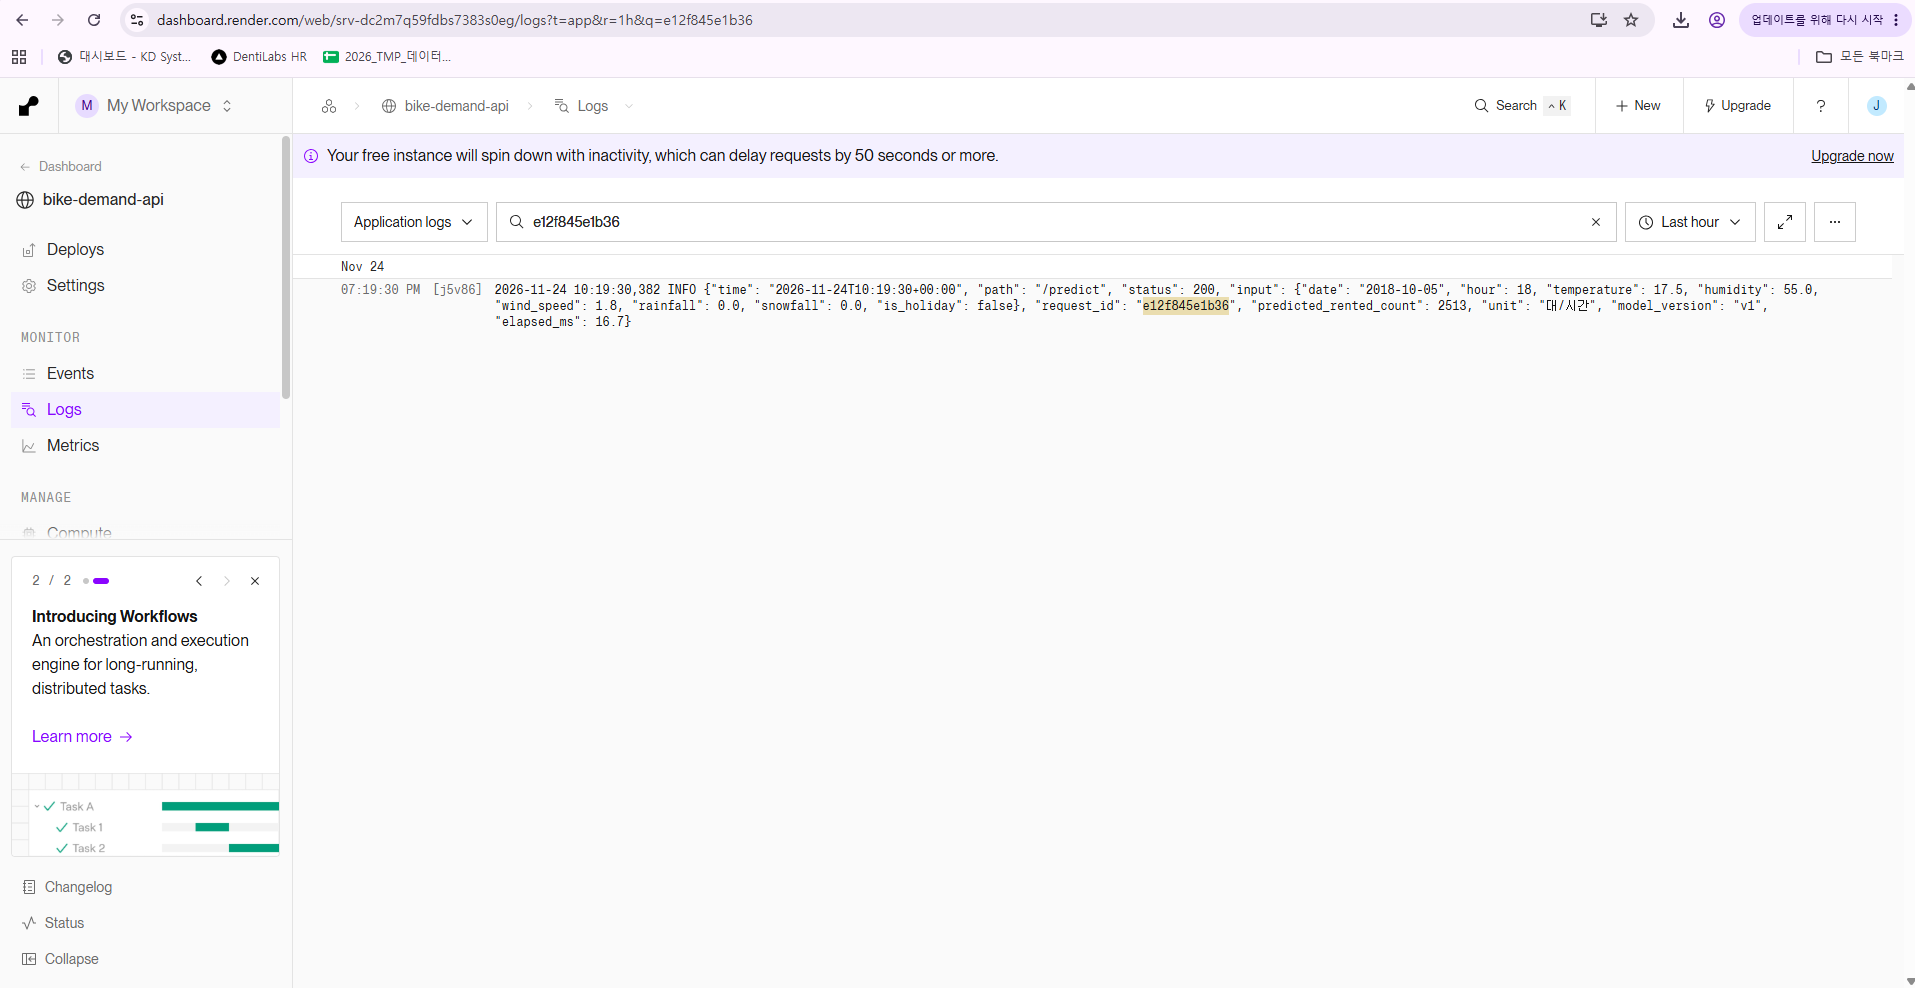 dashboard.render.com/web/srv-dc2m7q59fdbs7383s0eg/logs?t=app&r=1h&q=e12f845e1b36
업데이트를 위해 다시 시작
대시보드 - KD Syst...
DentiLabs HR
2026_TMP_데이터...
모든 북마크
M My Workspace
bike-demand-api
Logs
Search ^ K
New
Upgrade
?
J
Dashboard
bike-demand-api
Deploys
Settings
MONITOR
Events
Logs
Metrics
MANAGE
Compute
2 / 2
Introducing Workflows
An orchestration and execution
engine for long-running,
distributed tasks.
Learn more →
Task A
Task 1
Task 2
Changelog
Status
Collapse
Your free instance will spin down with inactivity, which can delay requests by 50 seconds or more.
Upgrade now
Application logs
e12f845e1b36
Last hour
...
Nov 24
07:19:30 PM [j5v86] 2026-11-24 10:19:30,382 INFO {"time": "2026-11-24T10:19:30+00:00", "path": "/predict", "status": 200, "input": {"date": "2018-10-05", "hour": 18, "temperature": 17.5, "humidity": 55.0,
"wind_speed": 1.8, "rainfall": 0.0, "snowfall": 0.0, "is_holiday": false}, "request_id": "e12f845e1b36", "predicted_rented_count": 2513, "unit": "대/시간", "model_version": "v1",
"elapsed_ms": 16.7}